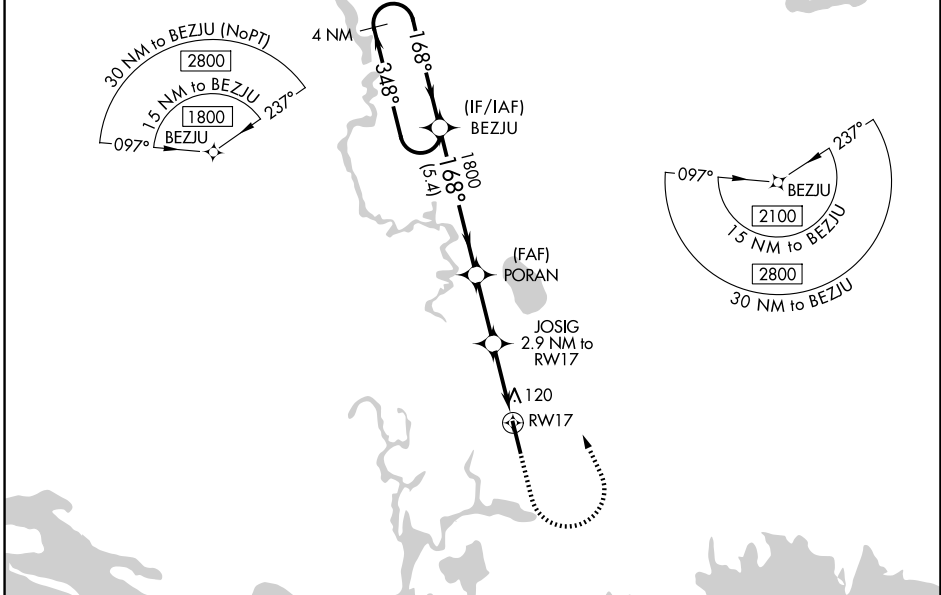 4 NM
168°
348°
(IF/IAF)
BEZJU
1800
168°
(5.4)
(FAF)
PORAN
JOSIG
2.9 NM to
RW17
120
RW17
30 NM to BEZJU (NoPT)
2800
15 NM to BEZJU
1800
BEZJU
097°
237°
097°
237°
BEZJU
2100
15 NM to BEZJU
2800
30 NM to BEZJU